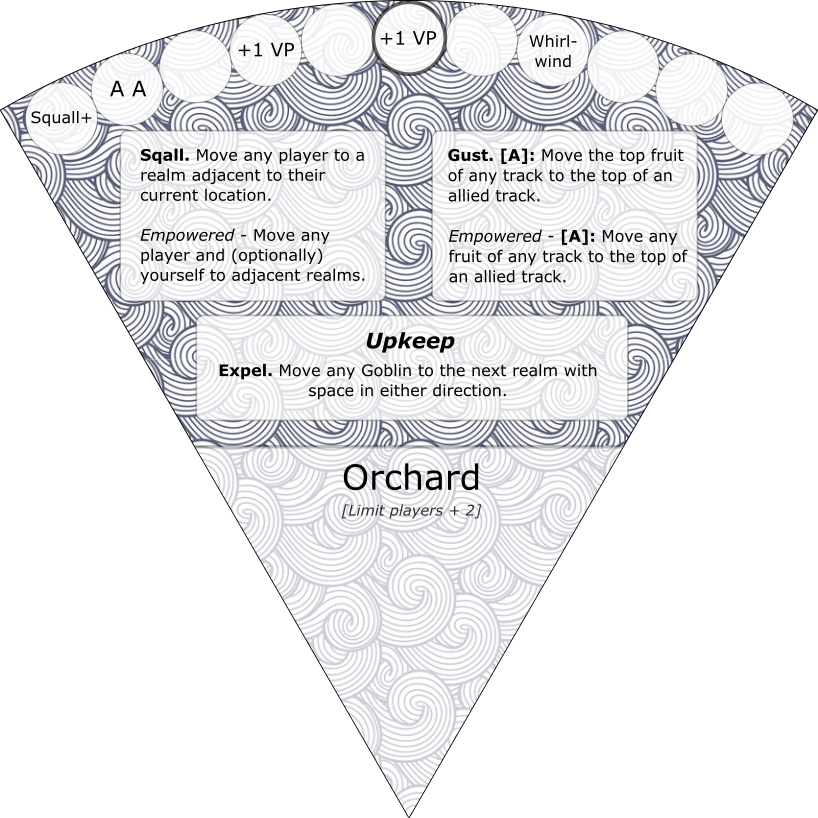 Squall+
A A
+1 VP
+1 VP
Whirl-
wind
Sqall. Move any player to a
realm adjacent to their
current location.
Empowered - Move any
player and (optionally)
yourself to adjacent realms.
Gust. [A]: Move the top fruit
of any track to the top of an
allied track.
Empowered - [A]: Move any
fruit of any track to the top of
an allied track.
Upkeep
Expel. Move any Goblin to the next realm with
space in either direction.
Orchard
[Limit players + 2]